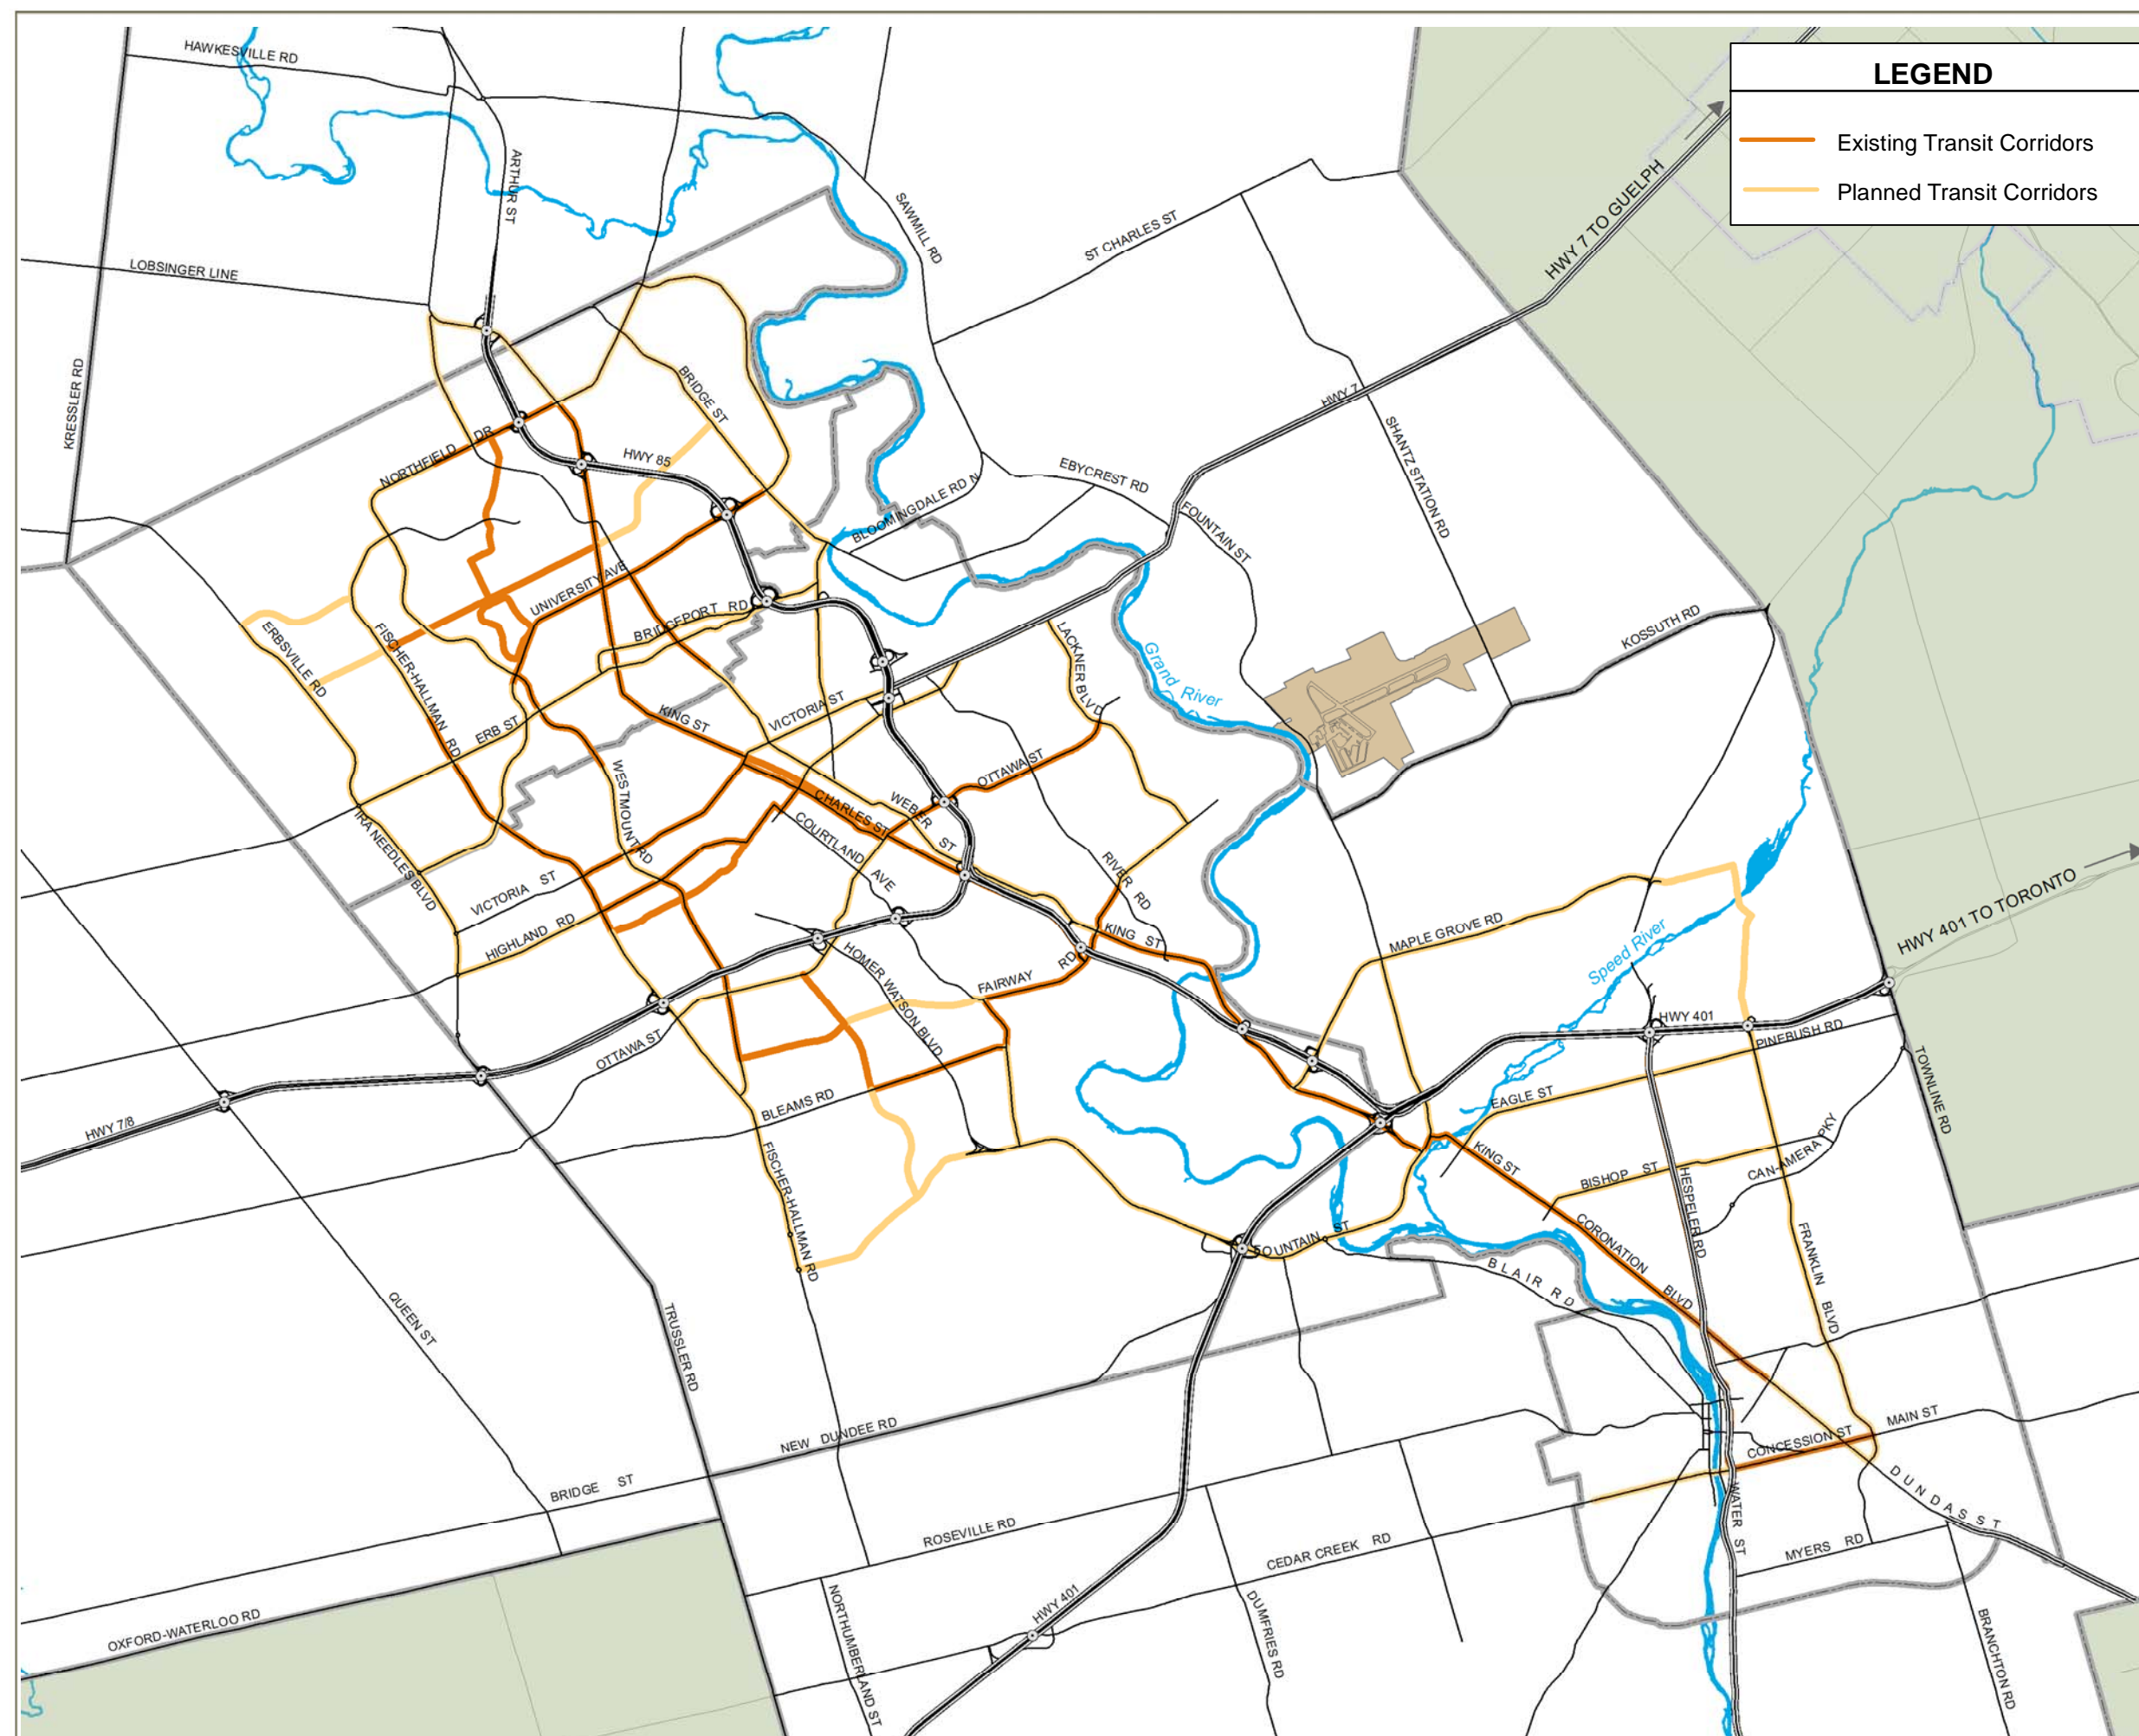 LEGEND
Existing Transit Corridors
Planned Transit Corridors
HAWKESVILLE RD
ARTHUR ST
SAWMILL RD
ST CHARLES ST
HWY 7 TO GUELPH
LOBSINGER LINE
KRESSLER RD
BRIDGE ST
HWY 7
SHANTZ STATION RD
NORTHFIELD DR
HWY 85
EBYCREST RD
BLOOMINGDALE RD N
FOUNTAIN ST
UNIVERSITY AVE
BRIDGEPORT RD
ERBSVILLE RD
FISCHER-HALLMAN RD
LACKNER BLVD
Grand River
KOSSUTH RD
KING ST
VICTORIA ST
ERB ST
WESTMOUNT RD
OTTAWA ST
CHARLES ST
WEBER ST
COURTLAND AVE
IRA NEEDLES BLVD
VICTORIA ST
RIVER RD
HIGHLAND RD
KING ST
MAPLE GROVE RD
Speed River
HWY 401 TO TORONTO
HOMER WATSON BLVD
FAIRWAY RD
HWY 401
PINEBUSH RD
OTTAWA ST
BLEAMS RD
EAGLE ST
TOWNLINE RD
HWY 7/8
FISCHER-HALLMAN RD
KING ST
BISHOP ST
CAN-AMERA PKY
HESPELER RD
FOUNTAIN ST
CORONATION BLVD
FRANKLIN BLVD
BLAIR RD
QUEEN ST
TRUSSLER RD
NEW DUNDEE RD
MAIN ST
CONCESSION ST
BRIDGE ST
DUNDAS ST
WATER ST
ROSEVILLE RD
CEDAR CREEK RD
MYERS RD
OXFORD-WATERLOO RD
NORTHUMBERLAND ST
HWY 401
DUMFRIES RD
BRANCHTON RD